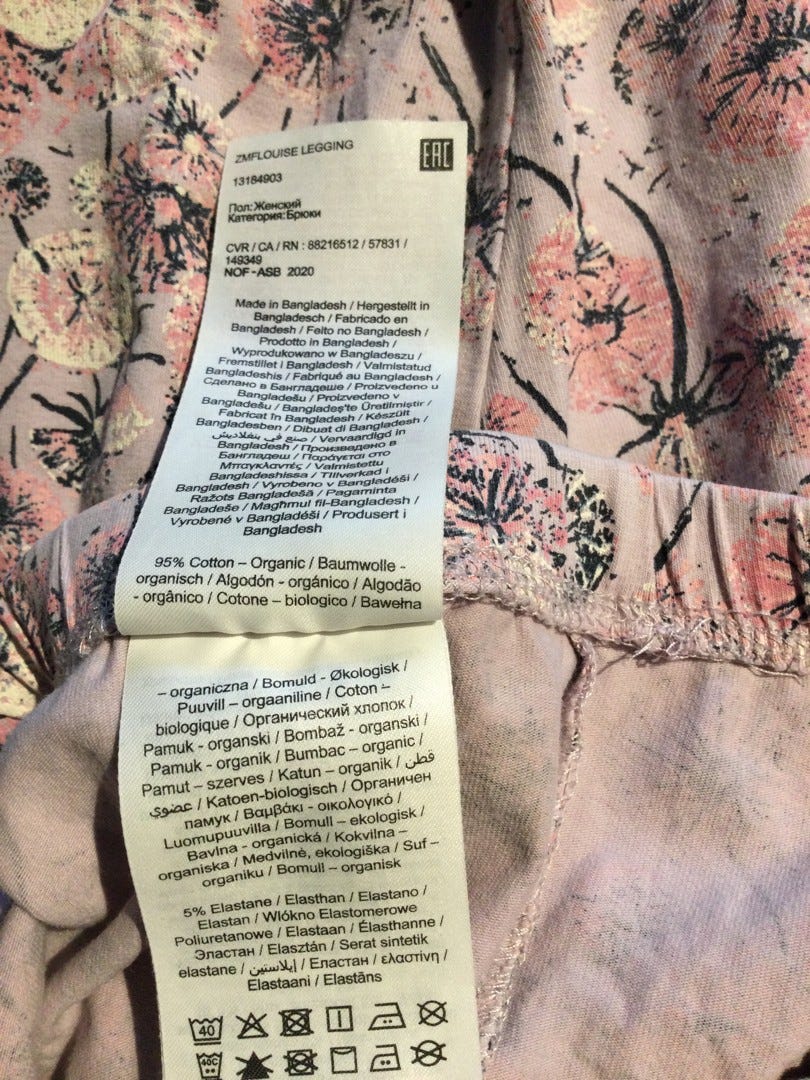 ZMFLOUISE LEGGING
EAC
13184903
Пол:Женский
Категория:Брюки
CVR / CA / RN : 88216512 / 57831 /
149349
NOF-ASB 2020
Made in Bangladesh / Hergestellt in
Bangladesch / Fabricado en
Bangladesh / Feito no Bangladesh /
Prodotto in Bangladesh /
Wyprodukowano w Bangladeszu /
Fremstillet i Bangladesh / Valmistatud
Bangladeshis / Fabriqué au Bangladesh /
Сделано в Бангладеше / Proizvedeno u
Bangladešu / Proizvedeno v
Bangladešu / Bangladeş'te Üretilmiştir /
Fabricat în Bangladesh / Készült
Bangladesben / Dibuat di Bangladesh /
صنع في بنغلاديش / Vervaardigd in
Bangladesh / Произведено в
Бангладеш / Παράγεται στο
Μπαγκλαντές / Valmistettu
Bangladeshissa / Tillverkad i
Bangladesh / Vyrobeno v Bangladéši /
Ražots Bangladešā / Pagaminta
Bangladeše / Magħmul fil-Bangladesh /
Vyrobené v Bangladéši / Produsert i
Bangladesh
95% Cotton - Organic / Baumwolle -
organisch / Algodón - orgánico / Algodão
- orgânico / Cotone – biologico / Bawełna
– organiczna / Bomuld - Økologisk /
Puuvill – orgaaniline / Coton –
biologique / Органический хлопок /
Pamuk - organski / Bombaž - organski /
Pamuk - organik / Bumbac – organic /
Pamut – szerves / Katun – organik / قطن
عضوي / Katoen-biologisch / Органичен
памук / Βαμβάκι - οικολογικό /
Luomupuuvilla / Bomull – ekologisk /
Bavlna - organická / Kokvilna –
organiska / Medvilnė, ekologiška / Suf –
organiku / Bomull – organisk
5% Elastane / Elasthan / Elastano /
Elastan / Włókno Elastomerowe
Poliuretanowe / Elastaan / Élasthanne /
Эластан / Elasztán / Serat sintetik
elastane / إيلاستين / Еластан / ελαστίνη /
Elastaani / Elastāns
40
40C